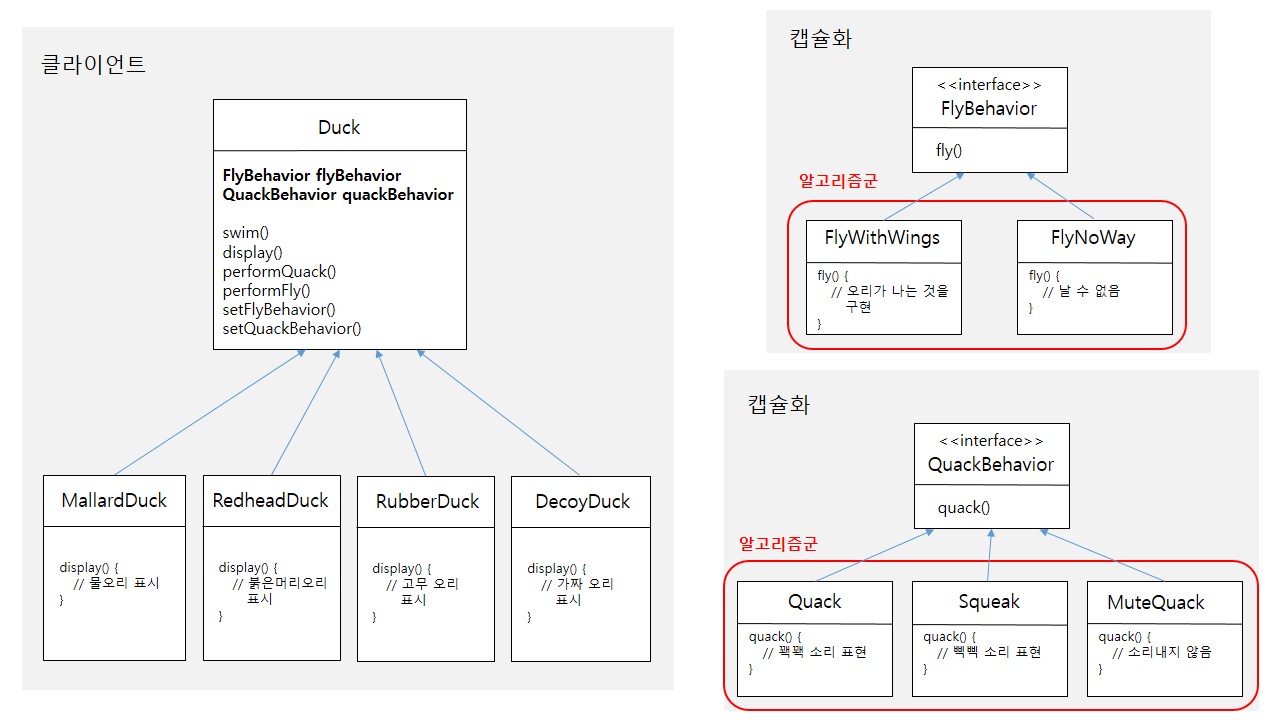 클라이언트
Duck
FlyBehavior flyBehavior
QuackBehavior quackBehavior
swim()
display()
performQuack()
performFly()
setFlyBehavior()
setQuackBehavior()
MallardDuck
display() {
// 물오리 표시
}
RedheadDuck
display() {
// 붉은머리오리
표시
}
RubberDuck
display() {
// 고무 오리
표시
}
DecoyDuck
display() {
// 가짜 오리
표시
}
캡슐화
<<interface>>
FlyBehavior
fly()
알고리즘군
FlyWithWings
fly() {
// 오리가 나는 것을
구현
}
FlyNoWay
fly() {
// 날 수 없음
}
캡슐화
<<interface>>
QuackBehavior
quack()
알고리즘군
Quack
quack() {
// 꽥꽥 소리 표현
}
Squeak
quack() {
// 삑삑 소리 표현
}
MuteQuack
quack() {
// 소리내지 않음
}